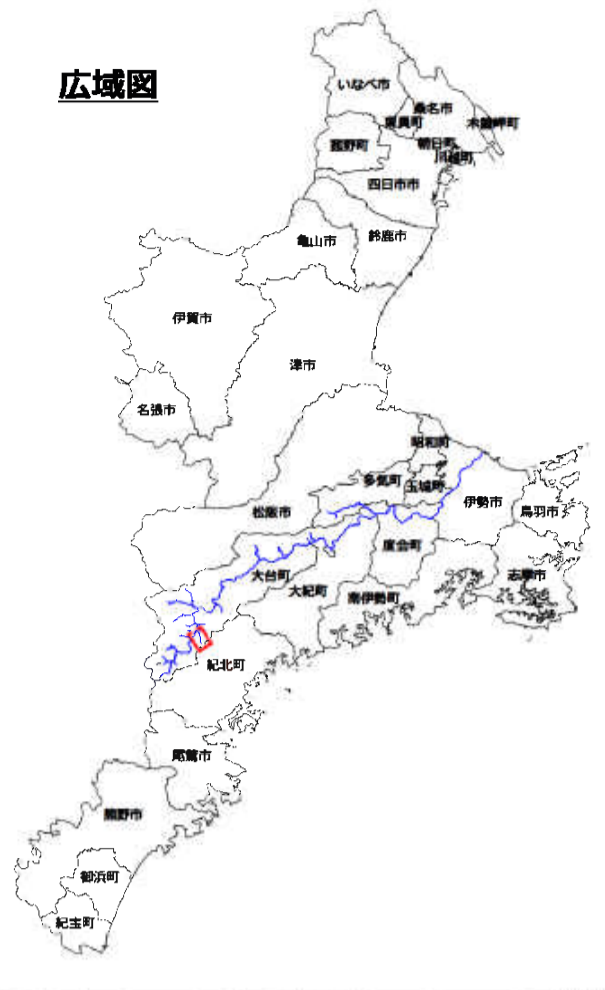 広域図
いなべ市
桑名市
東員町
木曽岬町
朝日町
川越町
菰野町
四日市市
鈴鹿市
亀山市
伊賀市
津市
名張市
明和町
多気町
玉城町
松阪市
伊勢市
鳥羽市
度会町
志摩市
大台町
大紀町
南伊勢町
紀北町
尾鷲市
熊野市
御浜町
紀宝町